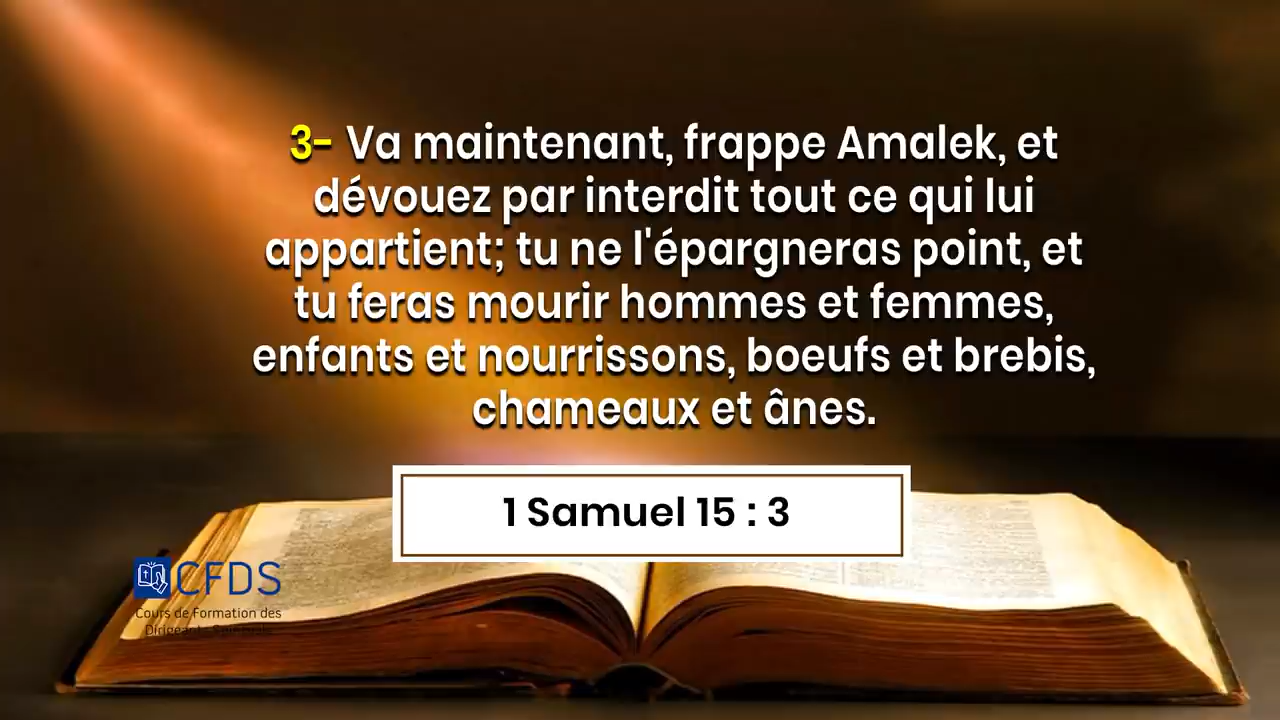 3- Va maintenant, frappe Amalek, et
dévouez par interdit tout ce qui lui
appartient; tu ne l'épargneras point, et
tu feras mourir hommes et femmes,
enfants et nourrissons, boeufs et brebis,
chameaux et ânes.
1 Samuel 15 : 3
CFDS
Cours de Formation des